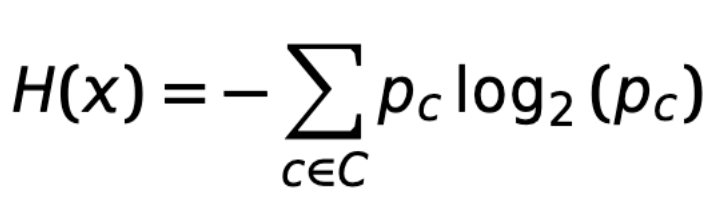 H(x) = − ∑ p_c log₂ (p_c)
c∈C